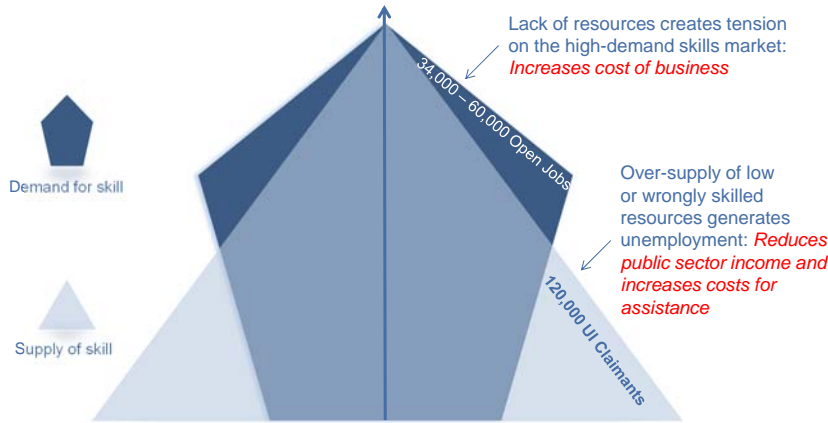 Lack of resources creates tension
on the high-demand skills market:
Increases cost of business
34,000 – 60,000 Open Jobs
Demand for skill
Over-supply of low
or wrongly skilled
resources generates
unemployment: Reduces
public sector income and
increases costs for
assistance
120,000 UI Claimants
Supply of skill